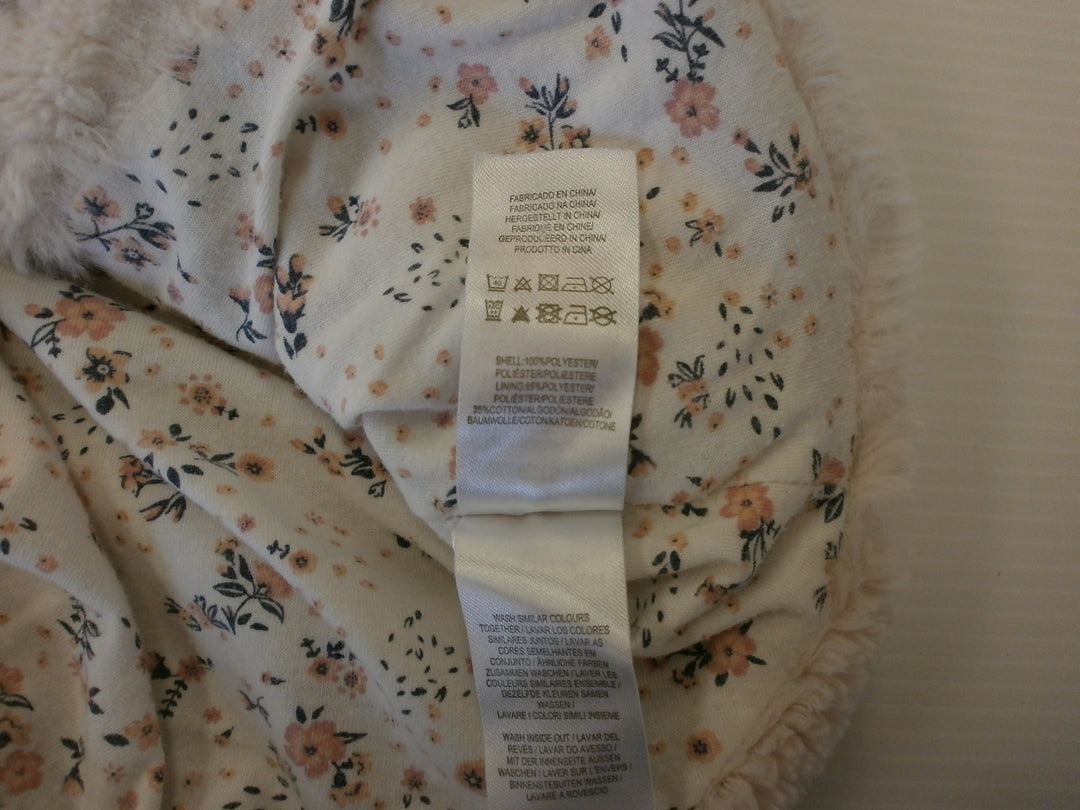 FABRICADO EN CHINA/
FABRICADO NA CHINA/
HERGESTELLT IN CHINA/
FABRIQUÉ EN CHINE/
GEPRODUCEERD IN CHINA/
PRODOTTO IN CINA
40
SHELL:100%POLYESTER/
POLIÉSTER/POLIESTERE
LINING:65%POLYESTER/
POLIÉSTER/POLIESTERE
35%COTTON/ALGODÓN/ALGODÃO/
BAUMWOLLE/COTON/KATOEN/COTONE
WASH SIMILAR COLOURS
TOGETHER / LAVAR LOS COLORES
SIMILARES JUNTOS / LAVAR AS
CORES SEMELHANTES EM
CONJUNTO / ÄHNLICHE FARBEN
ZUSAMMEN WASCHEN / LAVER LES
COULEURS SIMILAIRES ENSEMBLE /
DEZELFDE KLEUREN SAMEN
WASSEN /
LAVARE I COLORI SIMILI INSIEME
WASH INSIDE OUT / LAVAR DEL
REVÉS / LAVAR DO AVESSO /
MIT DER INNENSEITE AUSSEN
WASCHEN / LAVER SUR L'ENVERS /
BINNENSTEBUITEN WASSEN /
LAVARE A ROVESCIO